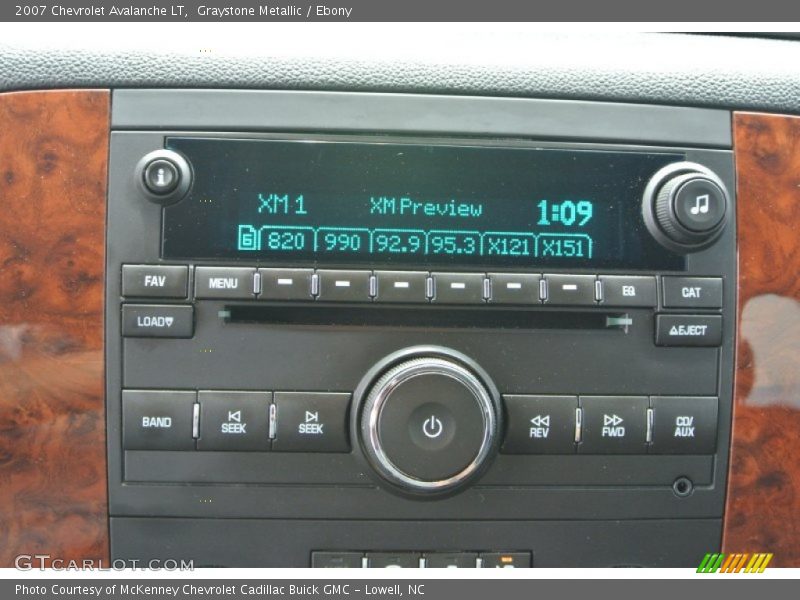 2007 Chevrolet Avalanche LT,  Graystone Metallic / Ebony
i
XM 1 XM Preview 1:09
6 820 990 92.9 95.3 X121 X151
FAV MENU EQ CAT
LOAD EJECT
BAND SEEK SEEK REV FWD CD/AUX
GTCARLOT.COM
Photo Courtesy of McKenney Chevrolet Cadillac Buick GMC – Lowell, NC